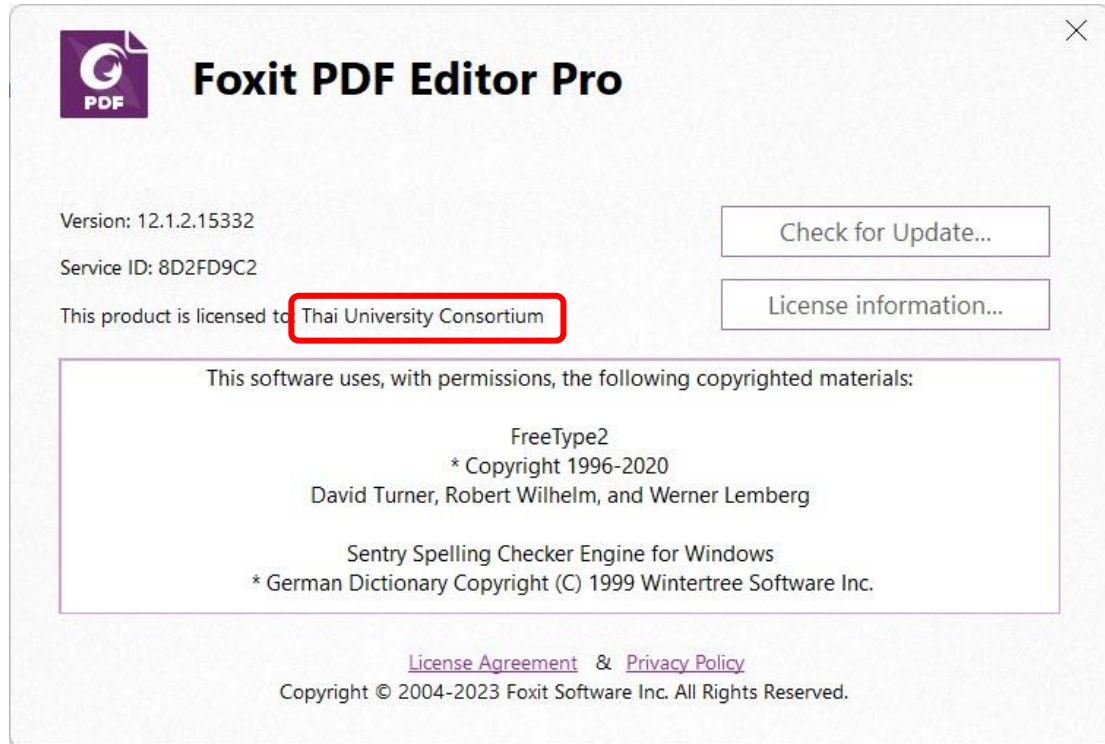 PDF
Foxit PDF Editor Pro
Version: 12.1.2.15332
Check for Update...
Service ID: 8D2FD9C2
License information...
This product is licensed to: Thai University Consortium
This software uses, with permissions, the following copyrighted materials:
FreeType2
* Copyright 1996-2020
David Turner, Robert Wilhelm, and Werner Lemberg
Sentry Spelling Checker Engine for Windows
* German Dictionary Copyright (C) 1999 Wintertree Software Inc.
License Agreement & Privacy Policy
Copyright © 2004-2023 Foxit Software Inc. All Rights Reserved.